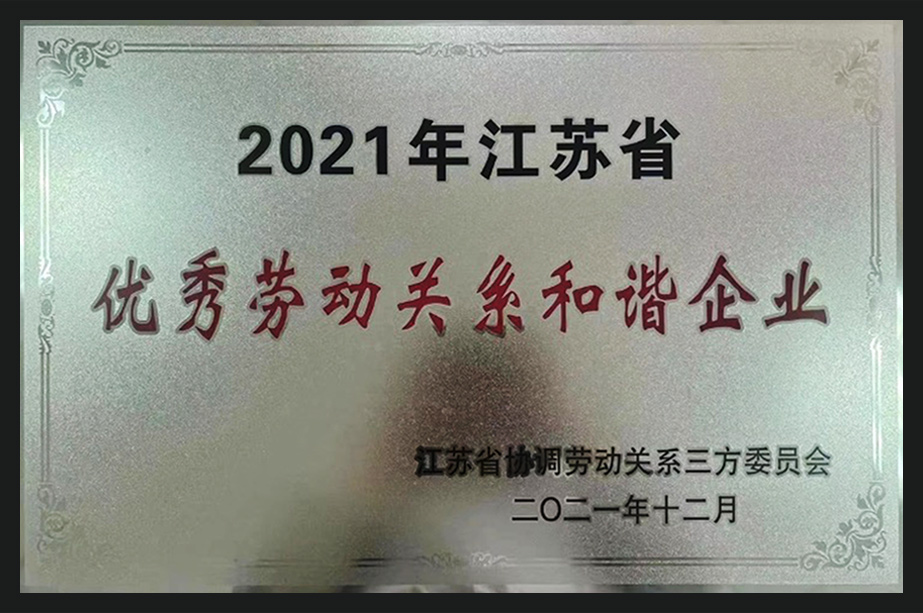 2021年江苏省
优秀劳动关系和谐企业
江苏省协调劳动关系三方委员会
二〇二一年十二月